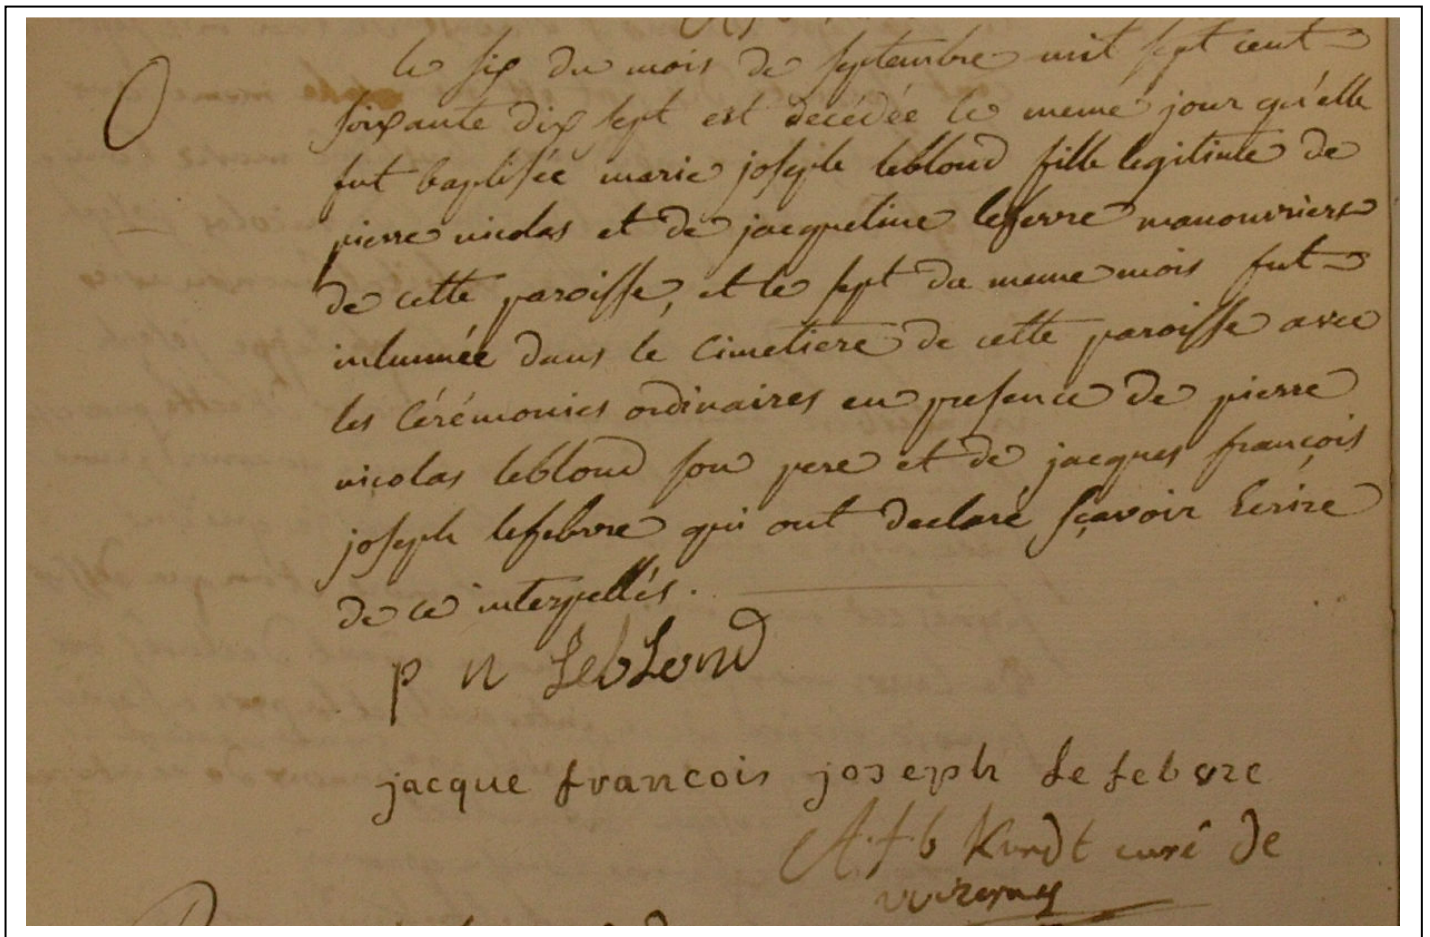 O
le six du mois de septembre mil sept cent
soixante dix sept est décédée le meme jour qu'elle
fut baptisée marie joseph leblond fille legitime de
pierre nicolas et de jacqueline lefevre manouvriers
de cette paroisse, et le sept du meme mois fut
inhumée dans le cimetiere de cette paroisse avec
les cérémonies ordinaires en presence de pierre
nicolas leblond son pere et de jacques françois
joseph lefebvre qui ont declaré sçavoir Ecrire
de ce interpellés.
p n LebLond
jacque francois joseph Lefebvre
curé de